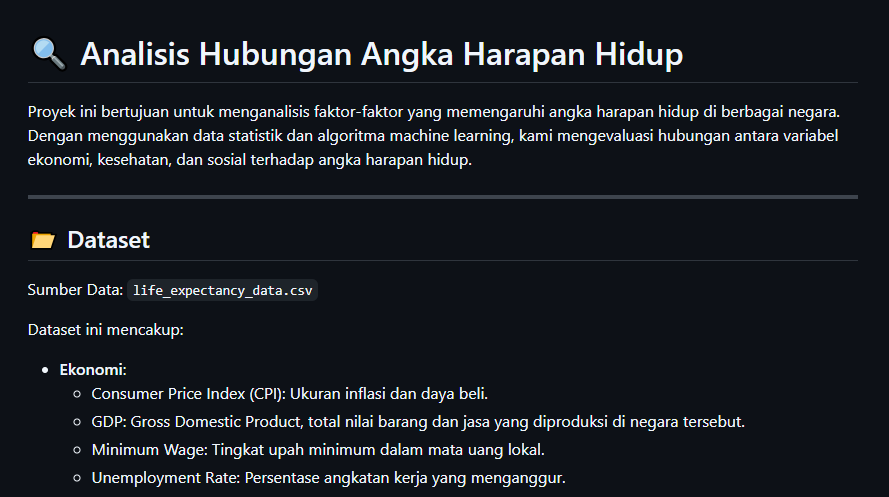 Analisis Hubungan Angka Harapan Hidup
Proyek ini bertujuan untuk menganalisis faktor-faktor yang memengaruhi angka harapan hidup di berbagai negara.
Dengan menggunakan data statistik dan algoritma machine learning, kami mengevaluasi hubungan antara variabel
ekonomi, kesehatan, dan sosial terhadap angka harapan hidup.
Dataset
Sumber Data: life_expectancy_data.csv
Dataset ini mencakup:
Ekonomi:
Consumer Price Index (CPI): Ukuran inflasi dan daya beli.
GDP: Gross Domestic Product, total nilai barang dan jasa yang diproduksi di negara tersebut.
Minimum Wage: Tingkat upah minimum dalam mata uang lokal.
Unemployment Rate: Persentase angkatan kerja yang menganggur.